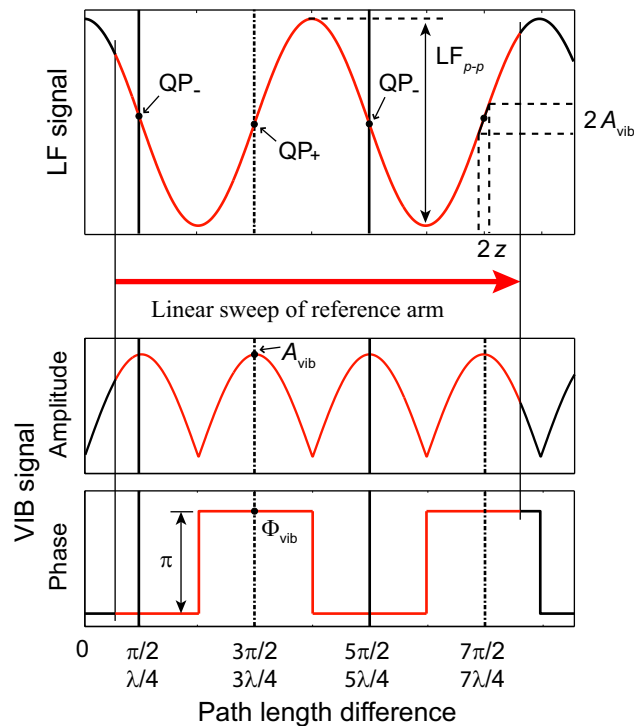 LF signal
QP-
QP+
QP-
LFp-p
2 Avib
2 z
Linear sweep of reference arm
VIB signal
Amplitude
Avib
Phase
π
Φvib
0 π/2 3π/2 5π/2 7π/2
λ/4 3λ/4 5λ/4 7λ/4
Path length difference